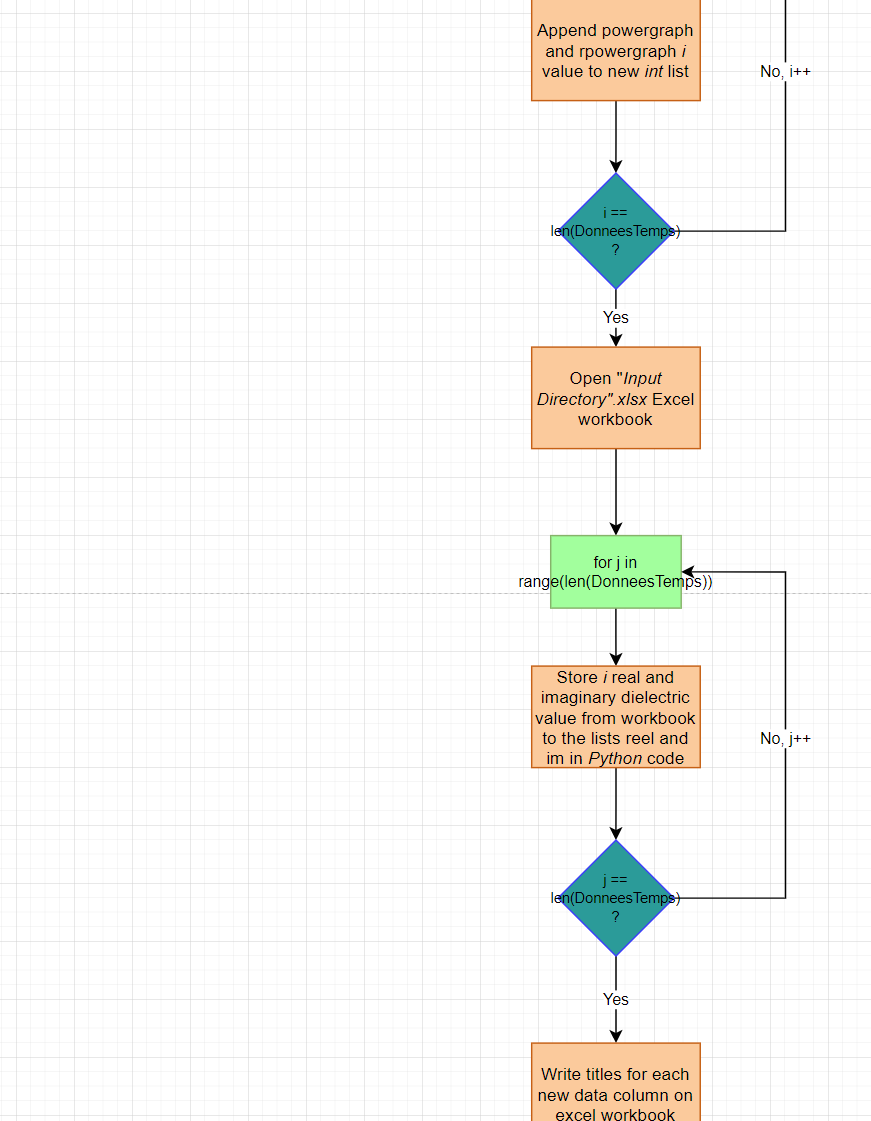 Append powergraph
and rpowergraph i
value to new int list
No, i++
i ==
len(DonneesTemps)
?
Yes
Open "Input
Directory".xlsx Excel
workbook
for j in
range(len(DonneesTemps))
Store i real and
imaginary dielectric
value from workbook
to the lists reel and
im in Python code
No, j++
j ==
len(DonneesTemps)
?
Yes
Write titles for each
new data column on
excel workbook